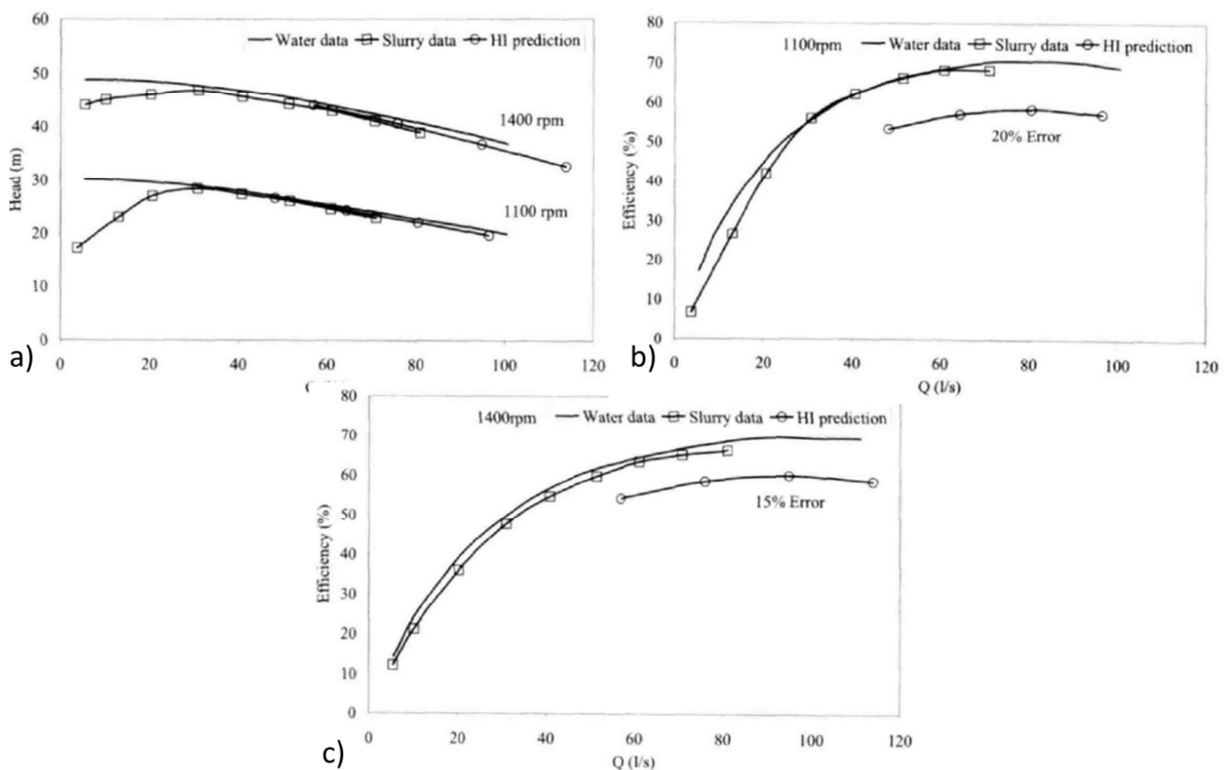 60
50
40
30
20
10
0
Head (m)
Water data Slurry data HI prediction
1400 rpm
1100 rpm
0 20 40 60 80 100 120
a)
80
70
60
50
40
30
20
10
0
Efficiency (%)
1100rpm Water data Slurry data HI prediction
20% Error
0 20 40 60 80 100 120
Q (l/s)
b)
80
70
60
50
40
30
20
10
0
Efficiency (%)
1400rpm Water data Slurry data HI prediction
15% Error
0 20 40 60 80 100 120
Q (l/s)
c)